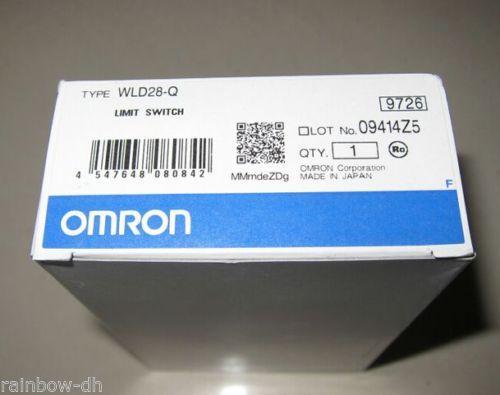 TYPE WLD28-Q
LIMIT SWITCH
9726
LOT No. 09414Z5
QTY. 1 Ro
4 547648 080842
MMmdeZDg
OMRON Corporation
MADE IN JAPAN
F
OMRON
rainbow-dh